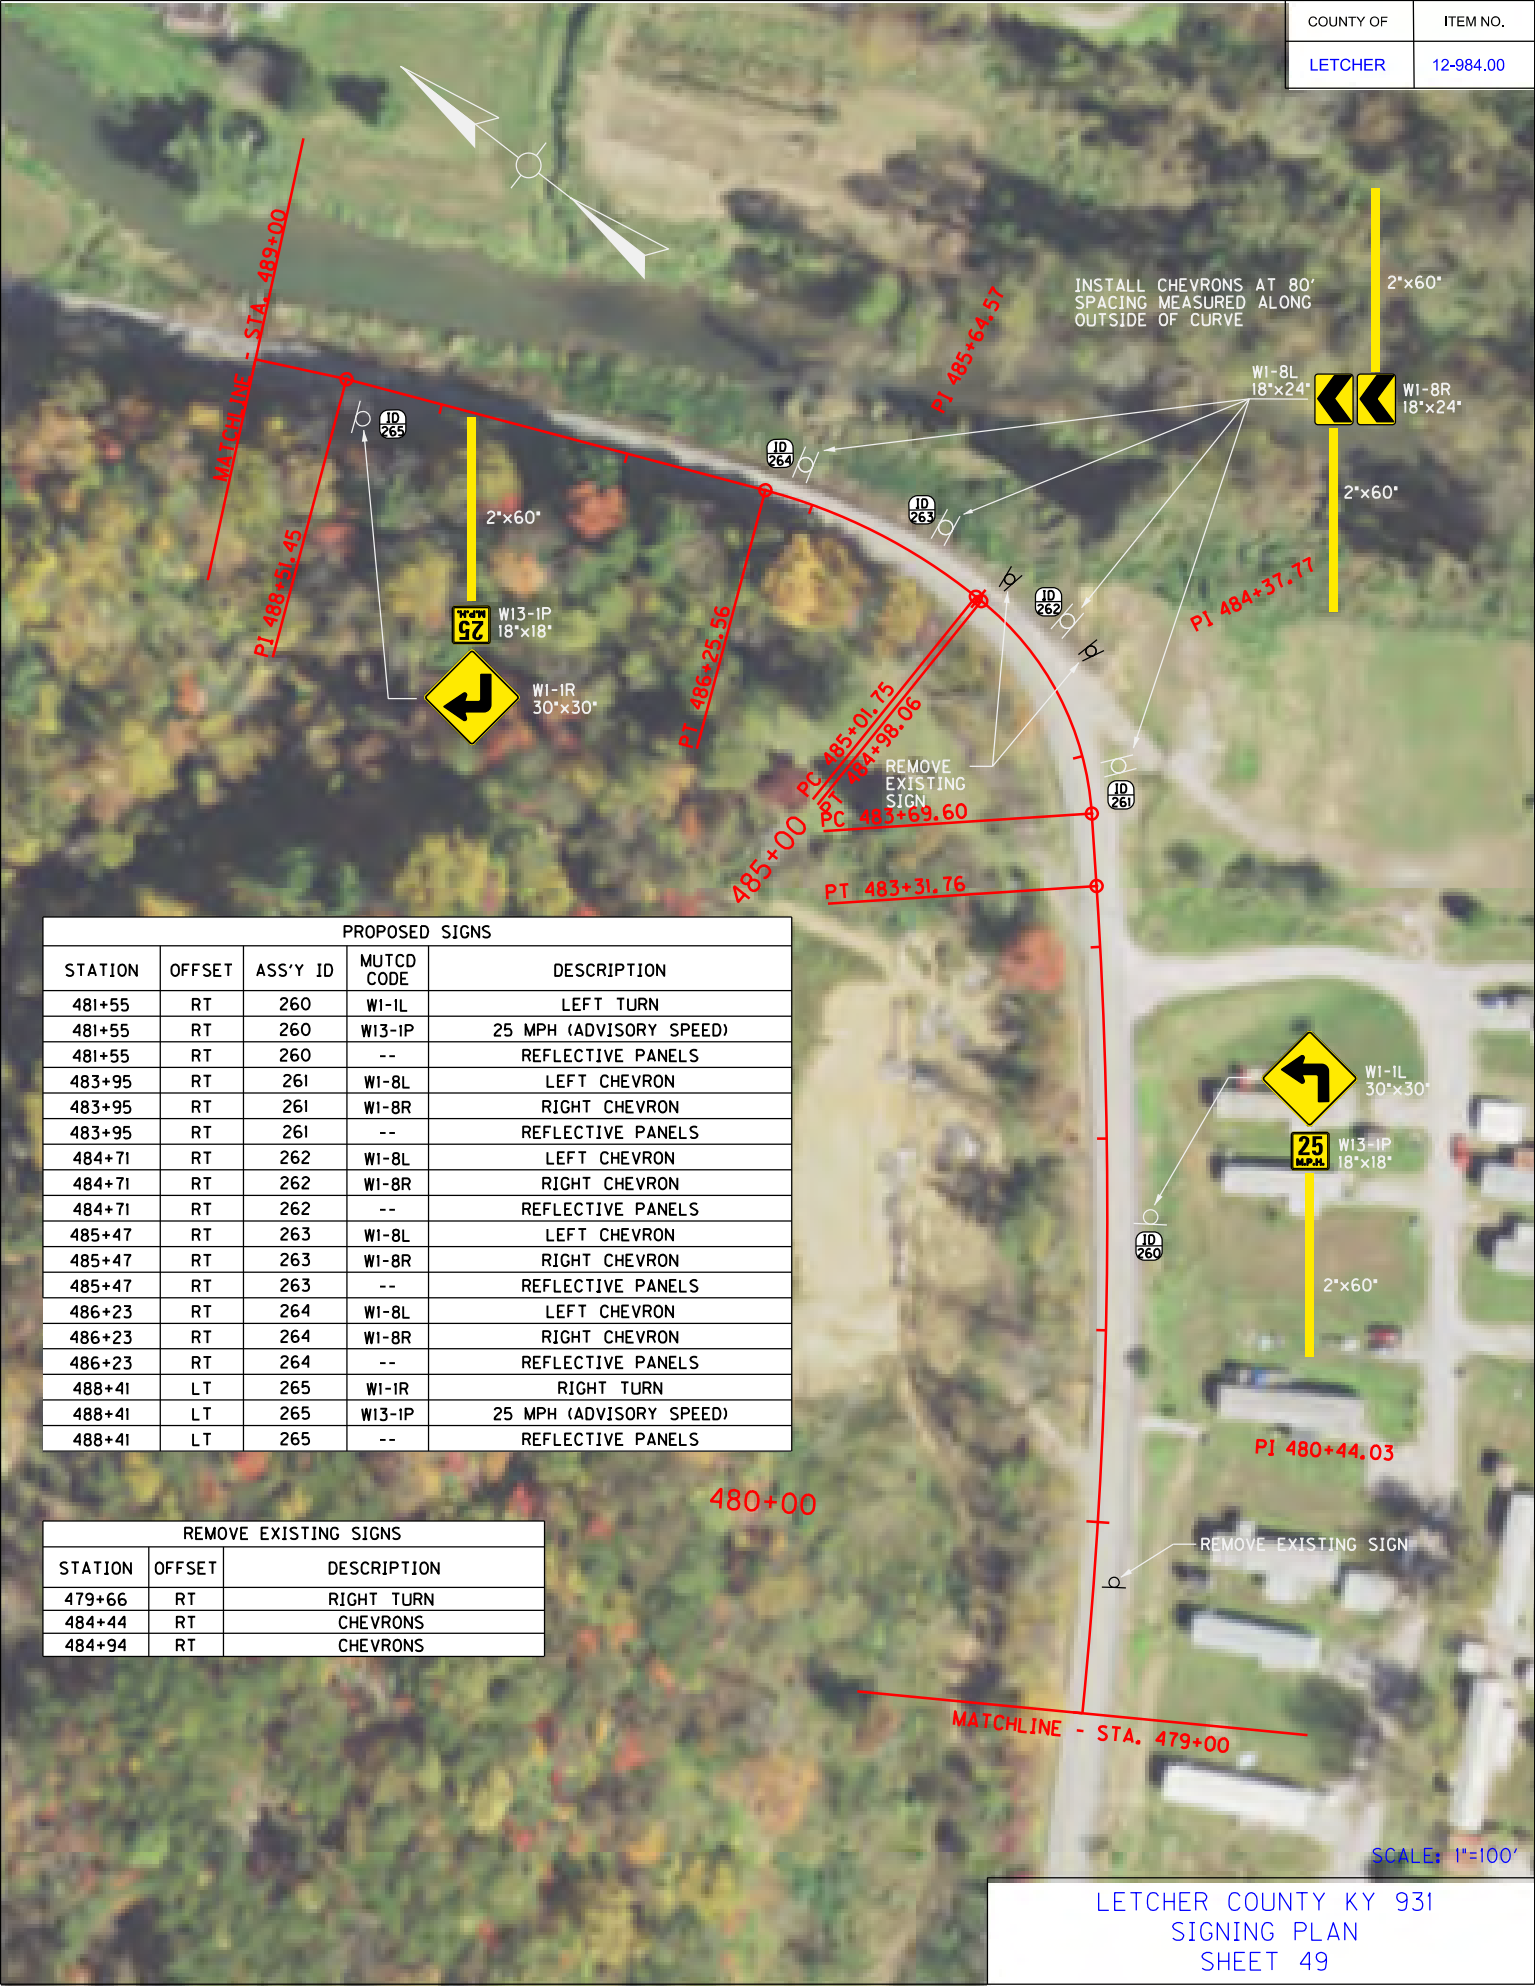 COUNTY OF ITEM NO.
LETCHER 12-984.00
MATCHLINE - STA. 489+00
PI 488+51.45
ID
265
2"x60"
25
M.P.H.
W13-1P
18"x18"
W1-1R
30"x30"
PT 486+25.56
ID
264
ID
263
ID
262
ID
261
PI 485+64.57
INSTALL CHEVRONS AT 80'
SPACING MEASURED ALONG
OUTSIDE OF CURVE
2"x60"
W1-8L
18"x24"
W1-8R
18"x24"
2"x60"
PI 484+37.77
PC 485+01.75
PT 484+98.06
REMOVE
EXISTING
SIGN
PC 483+69.60
485+00
PT 483+31.76
PROPOSED SIGNS
STATION OFFSET ASS'Y ID MUTCD CODE DESCRIPTION
481+55 RT 260 W1-1L LEFT TURN
481+55 RT 260 W13-1P 25 MPH (ADVISORY SPEED)
481+55 RT 260 -- REFLECTIVE PANELS
483+95 RT 261 W1-8L LEFT CHEVRON
483+95 RT 261 W1-8R RIGHT CHEVRON
483+95 RT 261 -- REFLECTIVE PANELS
484+71 RT 262 W1-8L LEFT CHEVRON
484+71 RT 262 W1-8R RIGHT CHEVRON
484+71 RT 262 -- REFLECTIVE PANELS
485+47 RT 263 W1-8L LEFT CHEVRON
485+47 RT 263 W1-8R RIGHT CHEVRON
485+47 RT 263 -- REFLECTIVE PANELS
486+23 RT 264 W1-8L LEFT CHEVRON
486+23 RT 264 W1-8R RIGHT CHEVRON
486+23 RT 264 -- REFLECTIVE PANELS
488+41 LT 265 W1-1R RIGHT TURN
488+41 LT 265 W13-1P 25 MPH (ADVISORY SPEED)
488+41 LT 265 -- REFLECTIVE PANELS
W1-1L
30"x30"
25
M.P.H.
W13-1P
18"x18"
ID
260
2"x60"
PI 480+44.03
480+00
REMOVE EXISTING SIGN
REMOVE EXISTING SIGNS
STATION OFFSET DESCRIPTION
479+66 RT RIGHT TURN
484+44 RT CHEVRONS
484+94 RT CHEVRONS
MATCHLINE - STA. 479+00
SCALE: 1"=100'
LETCHER COUNTY KY 931
SIGNING PLAN
SHEET 49